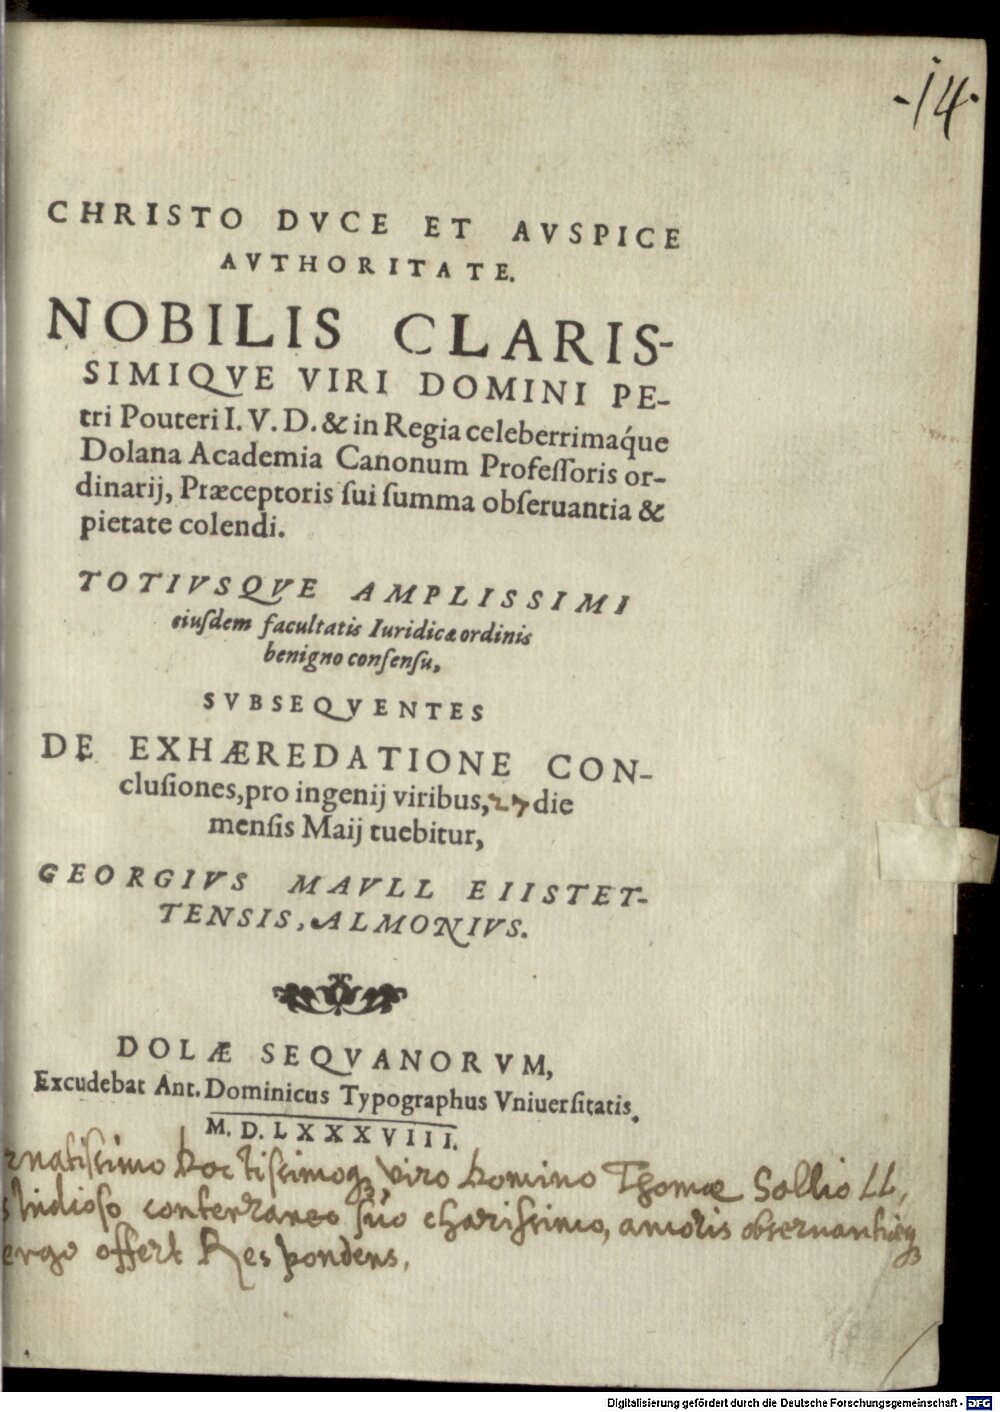 ·14·
CHRISTO DVCE ET AVSPICE
AVTHORITATE.
NOBILIS CLARIS-
SIMIQVE VIRI DOMINI PE-
tri Pouteri I. V. D. & in Regia celeberrimaq́ue
Dolana Academia Canonum Profeſſoris or-
dinarij, Præceptoris ſui ſumma obſeruantia &
pietate colendi.
TOTIVSQVE AMPLISSIMI
eiuſdem facultatis Iuridicæ ordinis
benigno conſenſu,
SVBSEQVENTES
DE EXHÆREDATIONE CON-
cluſiones, pro ingenij viribus, 27 die
menſis Maij tuebitur,
GEORGIVS MAVLL EIISTET-
TENSIS, ALMONIVS.
DOLÆ SEQVANORVM,
Excudebat Ant. Dominicus Typographus Vniuerſitatis.
M. D. LXXXVIII.
rnatiſſimo Doctiſſimoq viro Domino Thomæ Sollio LL,
ſtudioſo conterraneo ſuo chariſſimo, amoris obseruantiæq
ergo offert Respondens.
Digitalisierung gefördert durch die Deutsche Forschungsgemeinschaft - DFG